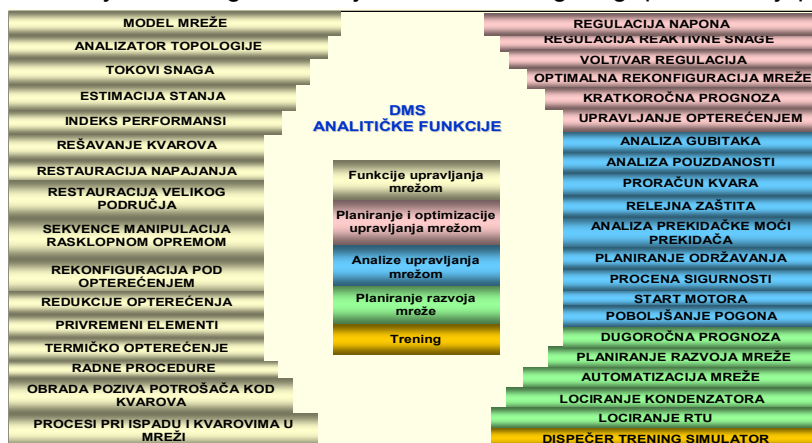 MODEL MREŽE
ANALIZATOR TOPOLOGIJE
TOKOVI SNAGA
ESTIMACIJA STANJA
INDEKS PERFORMANSI
REŠAVANJE KVAROVA
RESTAURACIJA NAPAJANJA
RESTAURACIJA VELIKOG
PODRUČJA
SEKVENCE MANIPULACIJA
RASKLOPNOM OPREMOM
REKONFIGURACIJA POD
OPTEREĆENJEM
REDUKCIJE OPTEREĆENJA
PRIVREMENI ELEMENTI
TERMIČKO OPTEREĆENJE
RADNE PROCEDURE
OBRADA POZIVA POTROŠAČA KOD
KVAROVA
PROCESI PRI ISPADU I KVAROVIMA U
MREŽI
DMS
ANALITIČKE FUNKCIJE
Funkcije upravljanja
mrežom
Planiranje i optimizacije
upravljanja mrežom
Analize upravljanja
mrežom
Planiranje razvoja
mreže
Trening
REGULACIJA NAPONA
REGULACIJA REAKTIVNE SNAGE
VOLT/VAR REGULACIJA
OPTIMALNA REKONFIGURACIJA MREŽE
KRATKOROČNA PROGNOZA
UPRAVLJANJE OPTEREĆENJEM
ANALIZA GUBITAKA
ANALIZA POUZDANOSTI
PRORAČUN KVARA
RELEJNA ZAŠTITA
ANALIZA PREKIDAČKE MOĆI
PREKIDAČA
PLANIRANJE ODRŽAVANJA
PROCENA SIGURNOSTI
START MOTORA
POBOLJŠANJE POGONA
DUGOROČNA PROGNOZA
PLANIRANJE RAZVOJA MREŽE
AUTOMATIZACIJA MREŽE
LOCIRANJE KONDENZATORA
LOCIRANJE RTU
DISPEČER TRENING SIMULATOR